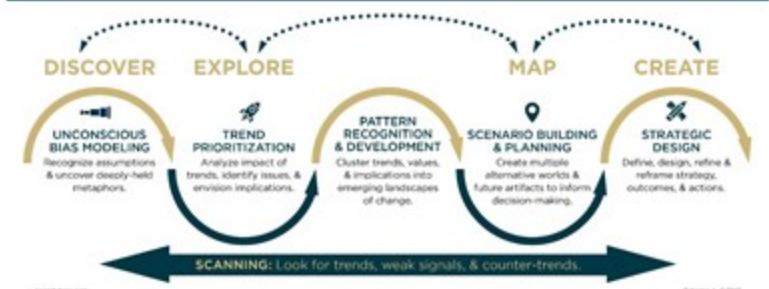 DISCOVER EXPLORE MAP CREATE
UNCONSCIOUS
BIAS MODELING
Recognize assumptions
& uncover deeply-held
metaphors.
TREND
PRIORITIZATION
Analyze impact of
trends, identify issues, &
envision implications.
PATTERN
RECOGNITION
& DEVELOPMENT
Cluster trends, values,
& implications into
emerging landscapes
of change.
SCENARIO BUILDING
& PLANNING
Create multiple
alternative worlds &
future artifacts to inform
decision-making.
STRATEGIC
DESIGN
Define, design, refine &
reframe strategy,
outcomes, & actions.
SCANNING: Look for trends, weak signals, & counter-trends.